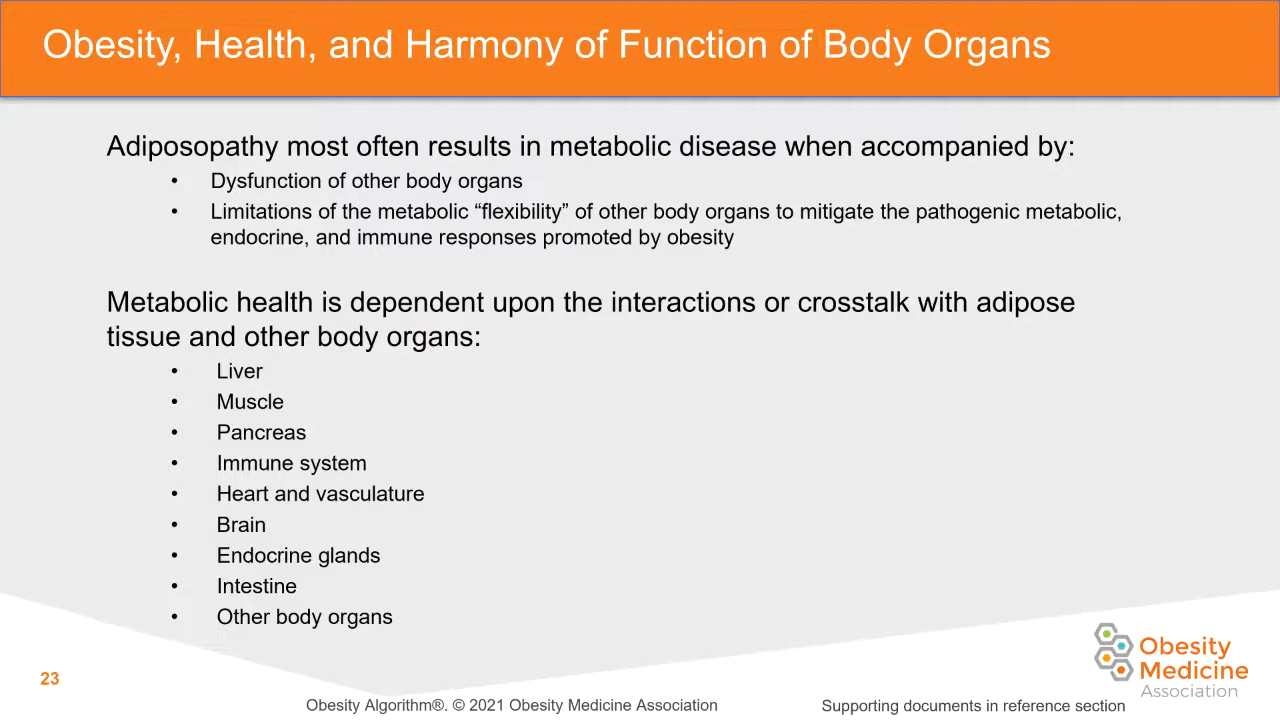 Obesity, Health, and Harmony of Function of Body Organs
Adiposopathy most often results in metabolic disease when accompanied by:
• Dysfunction of other body organs
• Limitations of the metabolic “flexibility” of other body organs to mitigate the pathogenic metabolic,
endocrine, and immune responses promoted by obesity
Metabolic health is dependent upon the interactions or crosstalk with adipose
tissue and other body organs:
• Liver
• Muscle
• Pancreas
• Immune system
• Heart and vasculature
• Brain
• Endocrine glands
• Intestine
• Other body organs
Obesity
Medicine
Association
23
Obesity Algorithm®. © 2021 Obesity Medicine Association
Supporting documents in reference section